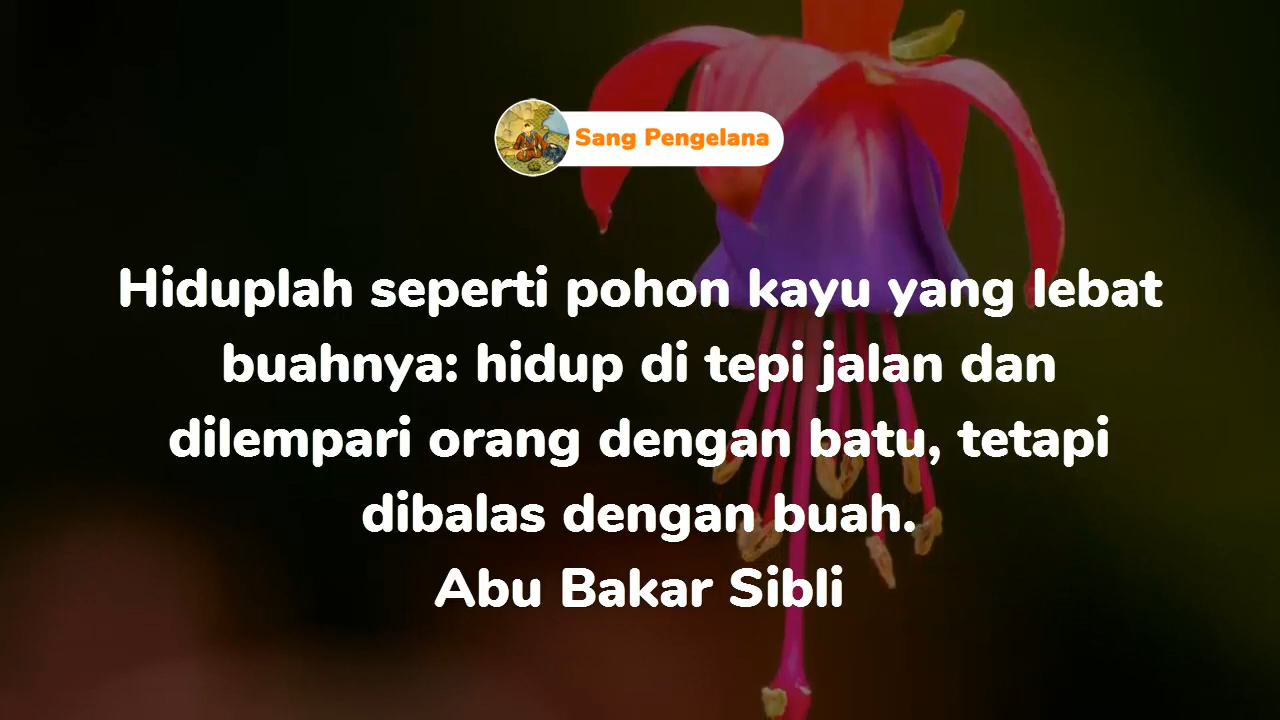 Sang Pengelana
Hiduplah seperti pohon kayu yang lebat
buahnya: hidup di tepi jalan dan
dilempari orang dengan batu, tetapi
dibalas dengan buah.
Abu Bakar Sibli